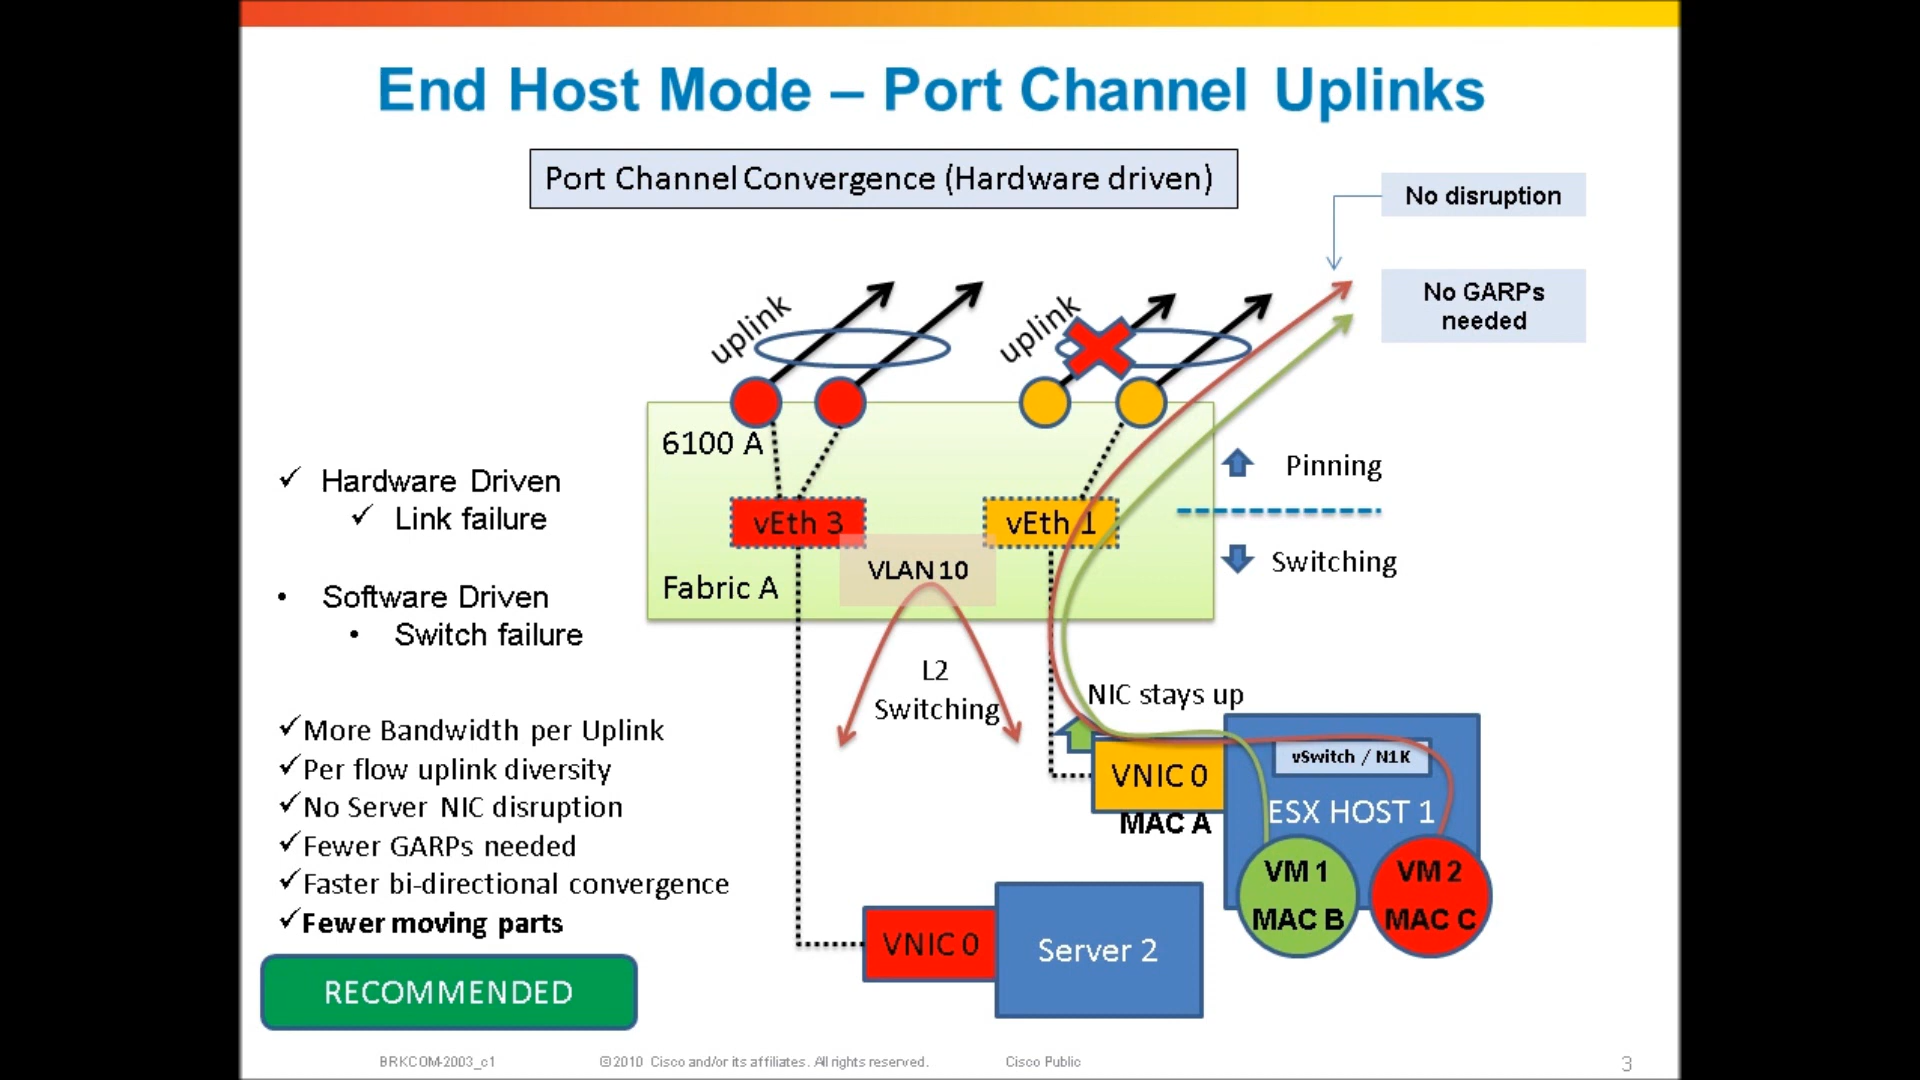 End Host Mode – Port Channel Uplinks
Port Channel Convergence (Hardware driven)
No disruption
No GARPs
needed
uplink
uplink
6100 A
Pinning
✓ Hardware Driven
✓ Link failure
vEth 3
vEth 1
VLAN 10
Switching
Fabric A
• Software Driven
• Switch failure
L2
Switching
NIC stays up
✓More Bandwidth per Uplink
✓Per flow uplink diversity
✓No Server NIC disruption
✓Fewer GARPs needed
✓Faster bi-directional convergence
✓Fewer moving parts
vSwitch / N1K
VNIC 0
ESX HOST 1
MAC A
VM 1
MAC B
VM 2
MAC C
VNIC 0
Server 2
RECOMMENDED
BRKCOM-2003_c1
©2010 Cisco and/or its affiliates. All rights reserved.
Cisco Public
3